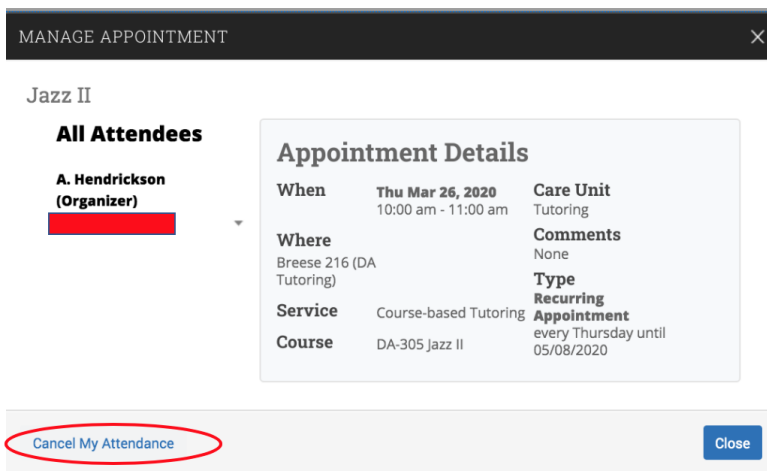 MANAGE APPOINTMENT
Jazz II
All Attendees
A. Hendrickson
(Organizer)
Appointment Details
When
Thu Mar 26, 2020
10:00 am - 11:00 am
Where
Breese 216 (DA
Tutoring)
Service
Course-based Tutoring
Course
DA-305 Jazz II
Care Unit
Tutoring
Comments
None
Type
Recurring
Appointment
every Thursday until
05/08/2020
Cancel My Attendance
Close